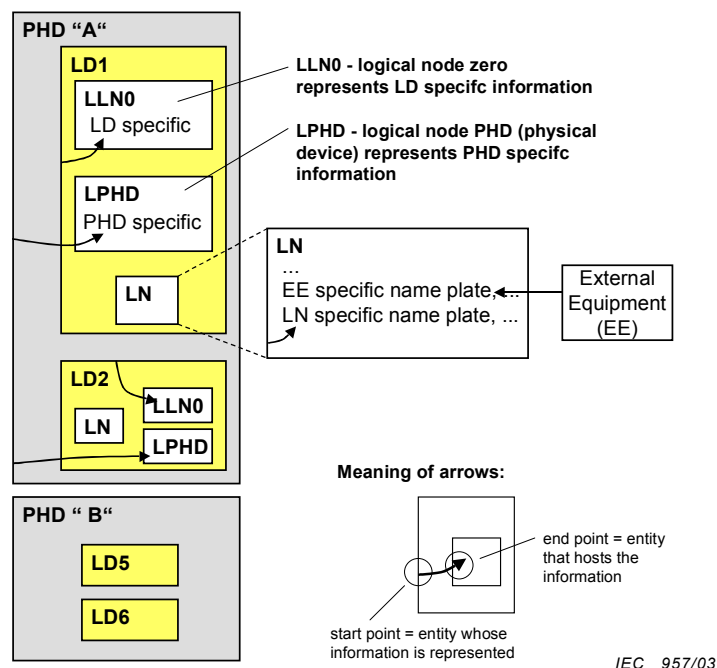 PHD “A“
LD1
LLN0
LD specific
LPHD
PHD specific
LN
LLN0 - logical node zero
represents LD specifc information
LPHD - logical node PHD (physical
device) represents PHD specifc
information
LN
...
EE specific name plate, ...
LN specific name plate, ...
External
Equipment
(EE)
LD2
LLN0
LN
LPHD
PHD “ B“
LD5
LD6
Meaning of arrows:
end point = entity
that hosts the
information
start point = entity whose
information is represented
IEC 957/03